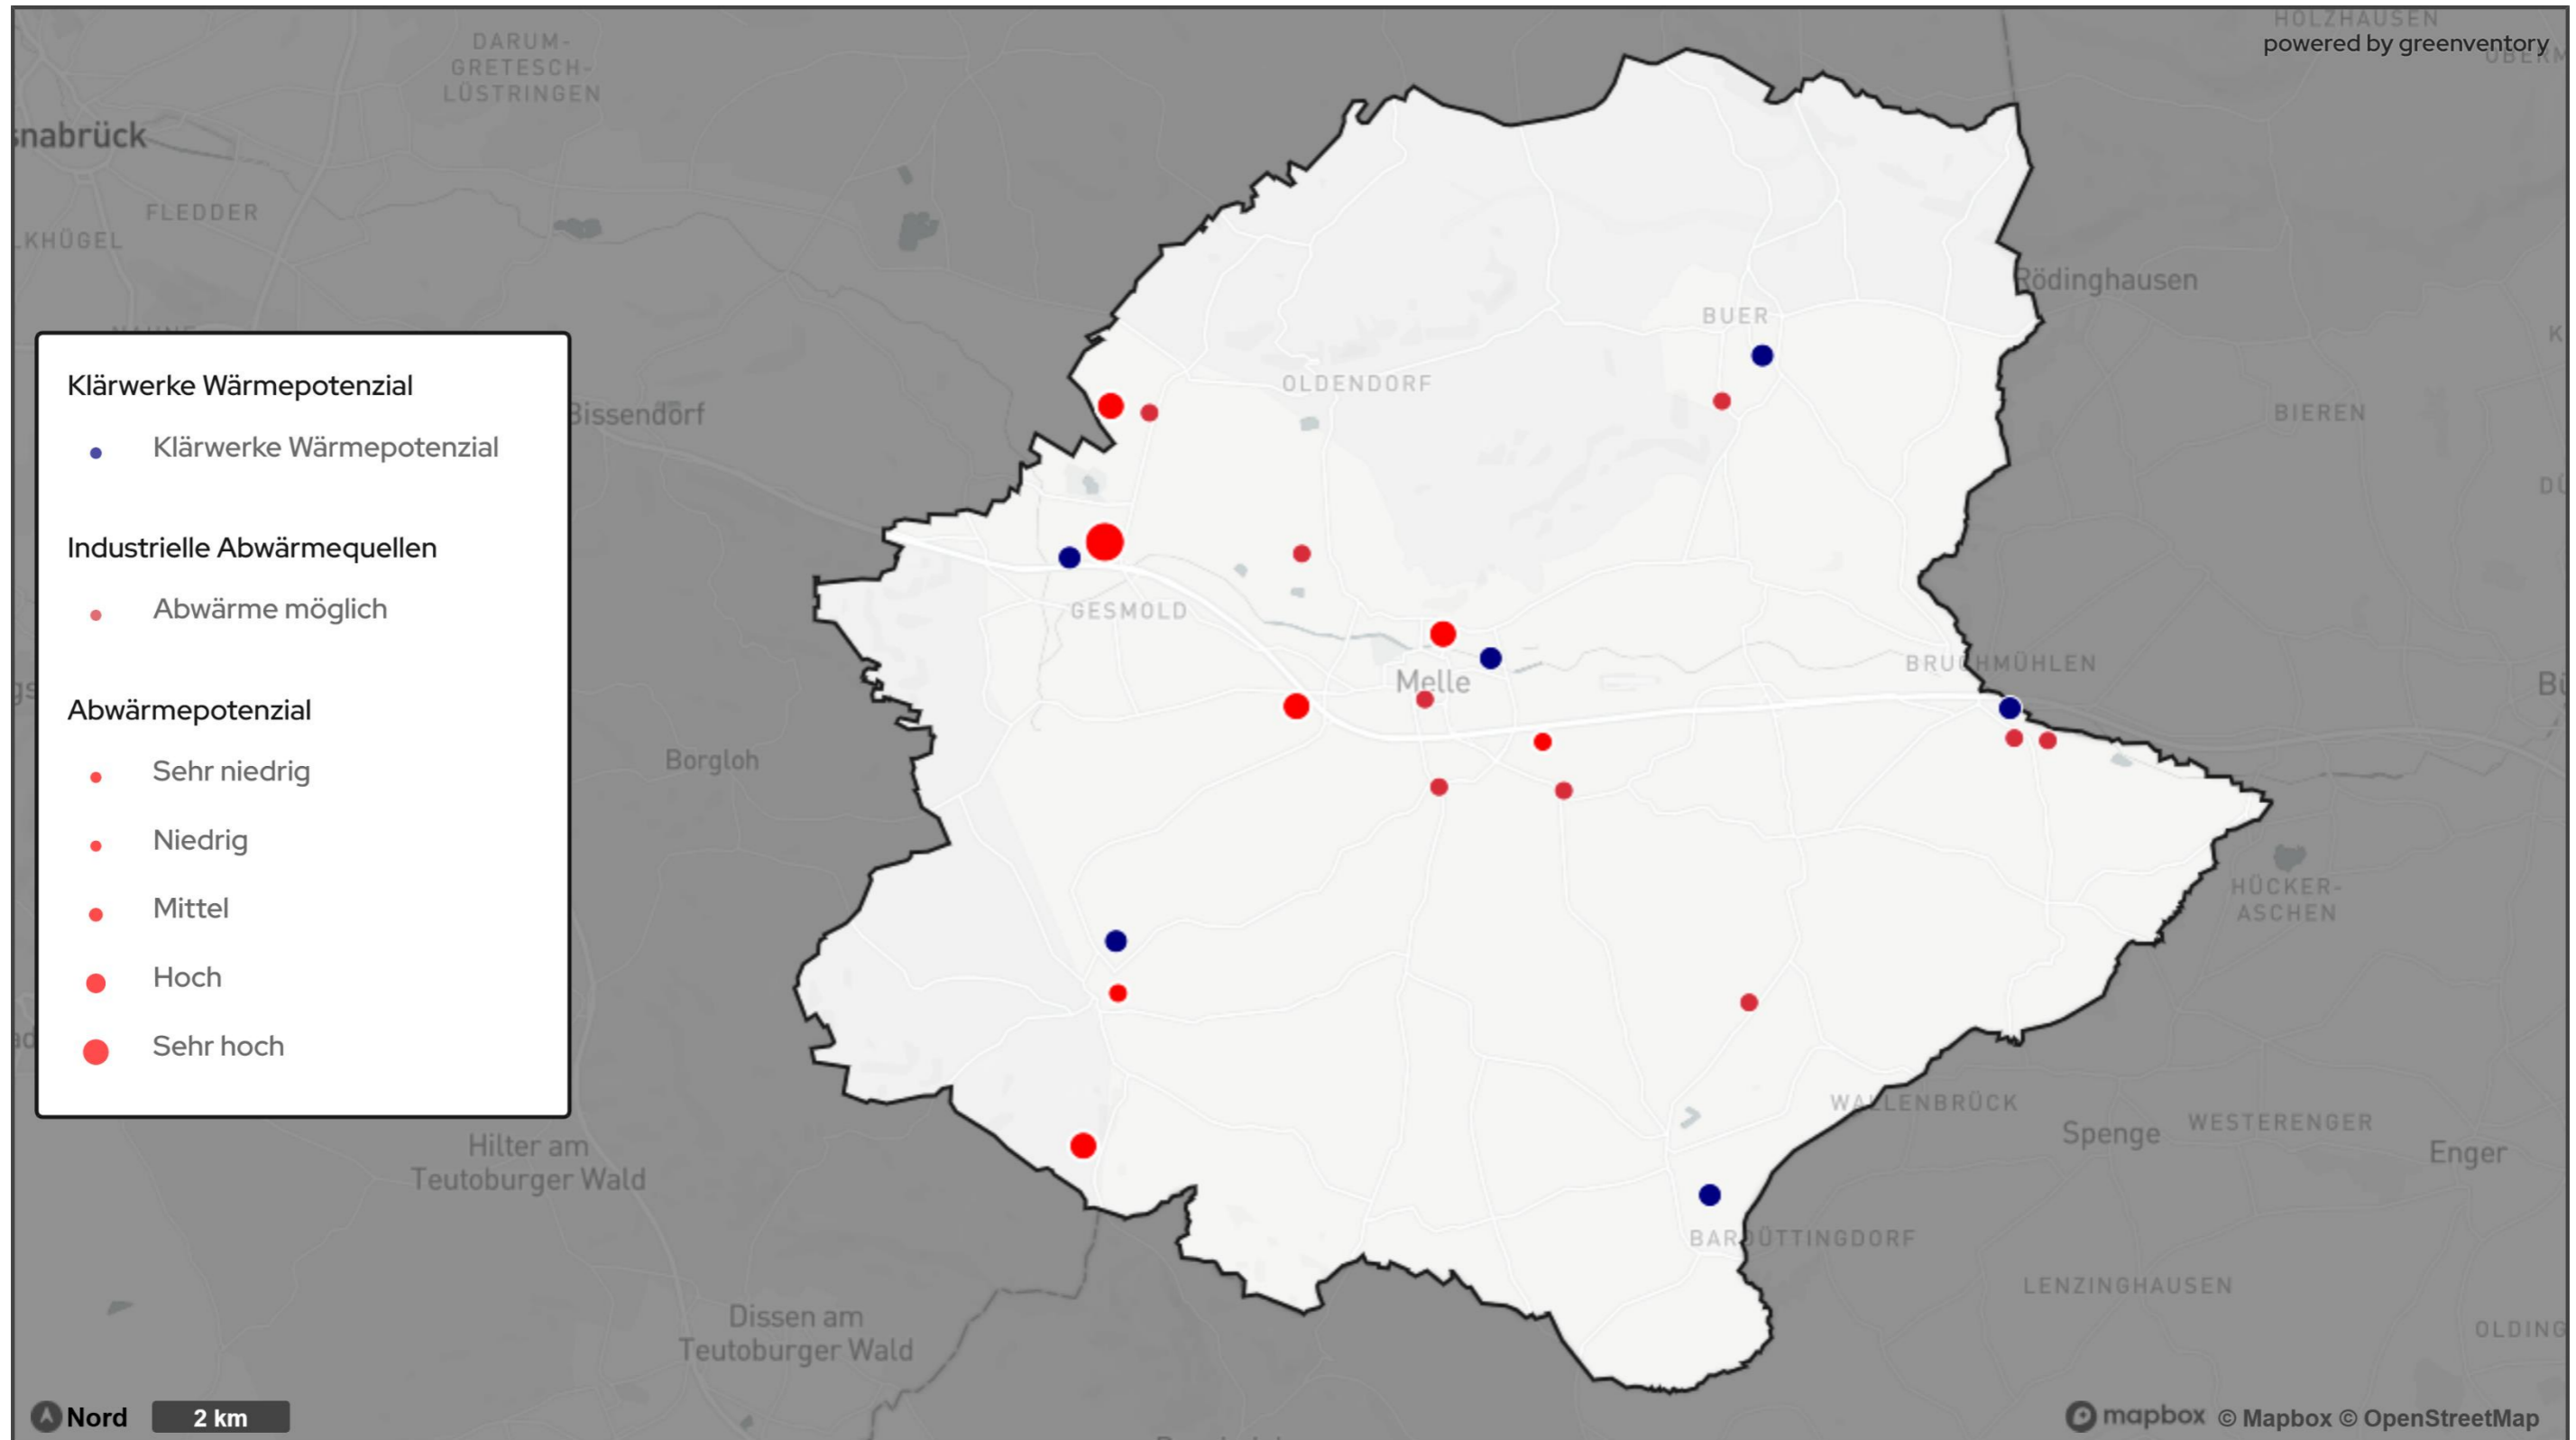 HOLZHAUSEN
powered by greenventory
DARUM-
GRETESCH-
LÜSTRINGEN
snabrück
FLEDDER
LKHÜGEL
Rödinghausen
BUER
OLDENDORF
Bissendorf
BIEREN
GESMOLD
BRUCHMÜHLEN
Melle
Borgloh
HÜCKER-
ASCHEN
WALLENBRÜCK
Spenge
WESTERENGER
Enger
Hilter am
Teutoburger Wald
BARDÜTTINGDORF
LENZINGHAUSEN
OLDING
Dissen am
Teutoburger Wald
Klärwerke Wärmepotenzial
Klärwerke Wärmepotenzial
Industrielle Abwärmequellen
Abwärme möglich
Abwärmepotenzial
Sehr niedrig
Niedrig
Mittel
Hoch
Sehr hoch
Nord
2 km
mapbox © Mapbox © OpenStreetMap